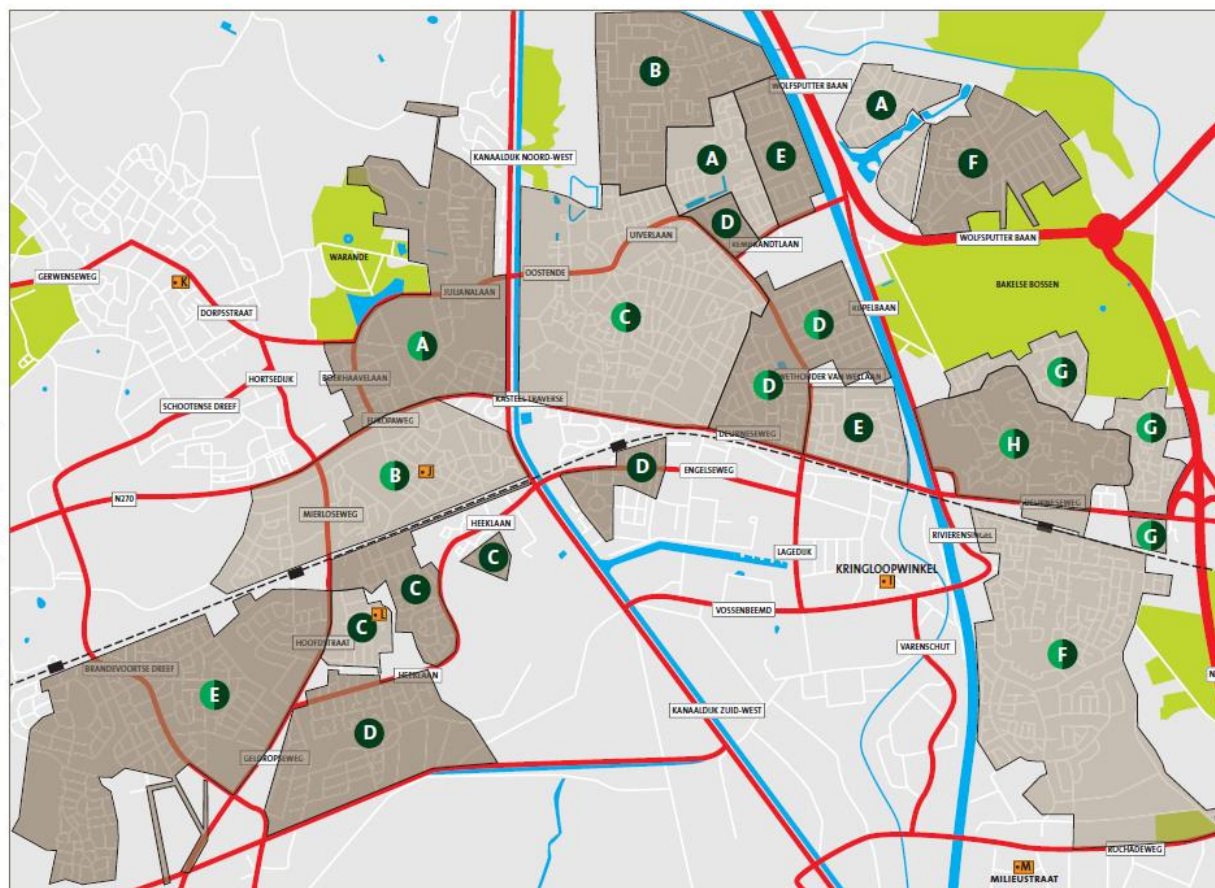 B
WOLFSPUTTER BAAN
A
KANAALDIJK NOORD-WEST
A
E
F
D
UIVERLAAN
REMBRANDTLAAN
WOLFSPUTTER BAAN
WARANDE
GERWENSEWEG
K
OOSTENDE
BAKELSE BOSSEN
JULIANALAAN
DORPSSTRAAT
RUPELBAAN
C
D
A
HORTSEDIJK
BOERHAAVELAAN
D
WETHOUDER VAN WELLAAN
G
SCHOOTENSE DREEF
KASTEEL TRAVERSE
EUROPAWEG
E
G
DEURNESEWEG
H
B
J
D
ENGELSEWEG
N270
DEURNESEWEG
MIERLOSEWEG
HEEKLAAN
RIVIERENSINGEL
G
LAGEDIJK
C
KRINGLOOPWINKEL
I
C
VOSSENBEEMD
L
C
HOOFDSTRAAT
VARENSCHUT
F
BRANDEVOORTSE DREEF
HEEKLAAN
N
E
KANAALDIJK ZUID-WEST
D
GELDROPSEWEG
ROCHADEWEG
M
MILIEUSTRAAT